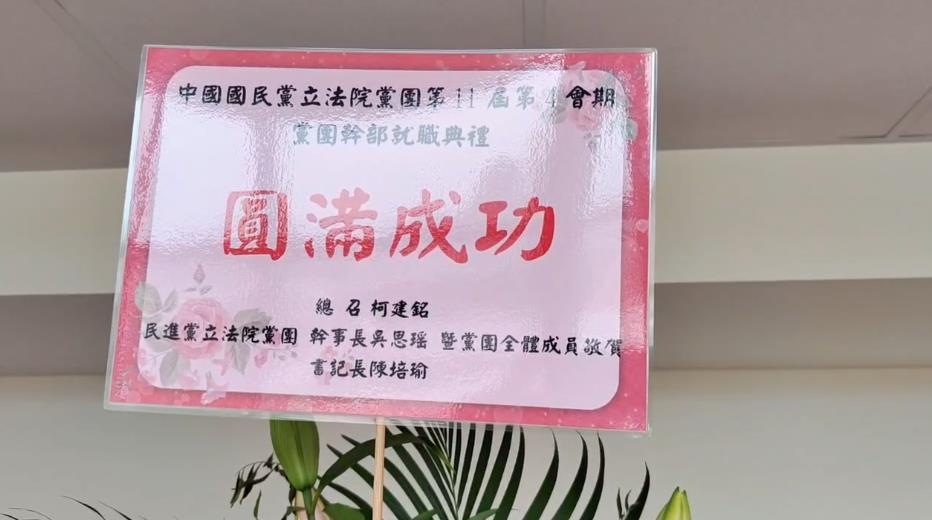 中國國民黨立法院黨團第11屆第4會期
黨團幹部就職典禮
圓滿成功
總 召 柯建銘
民進黨立法院黨團 幹事長吳思瑶 暨黨團全體成員敬賀
書記長陳培瑜